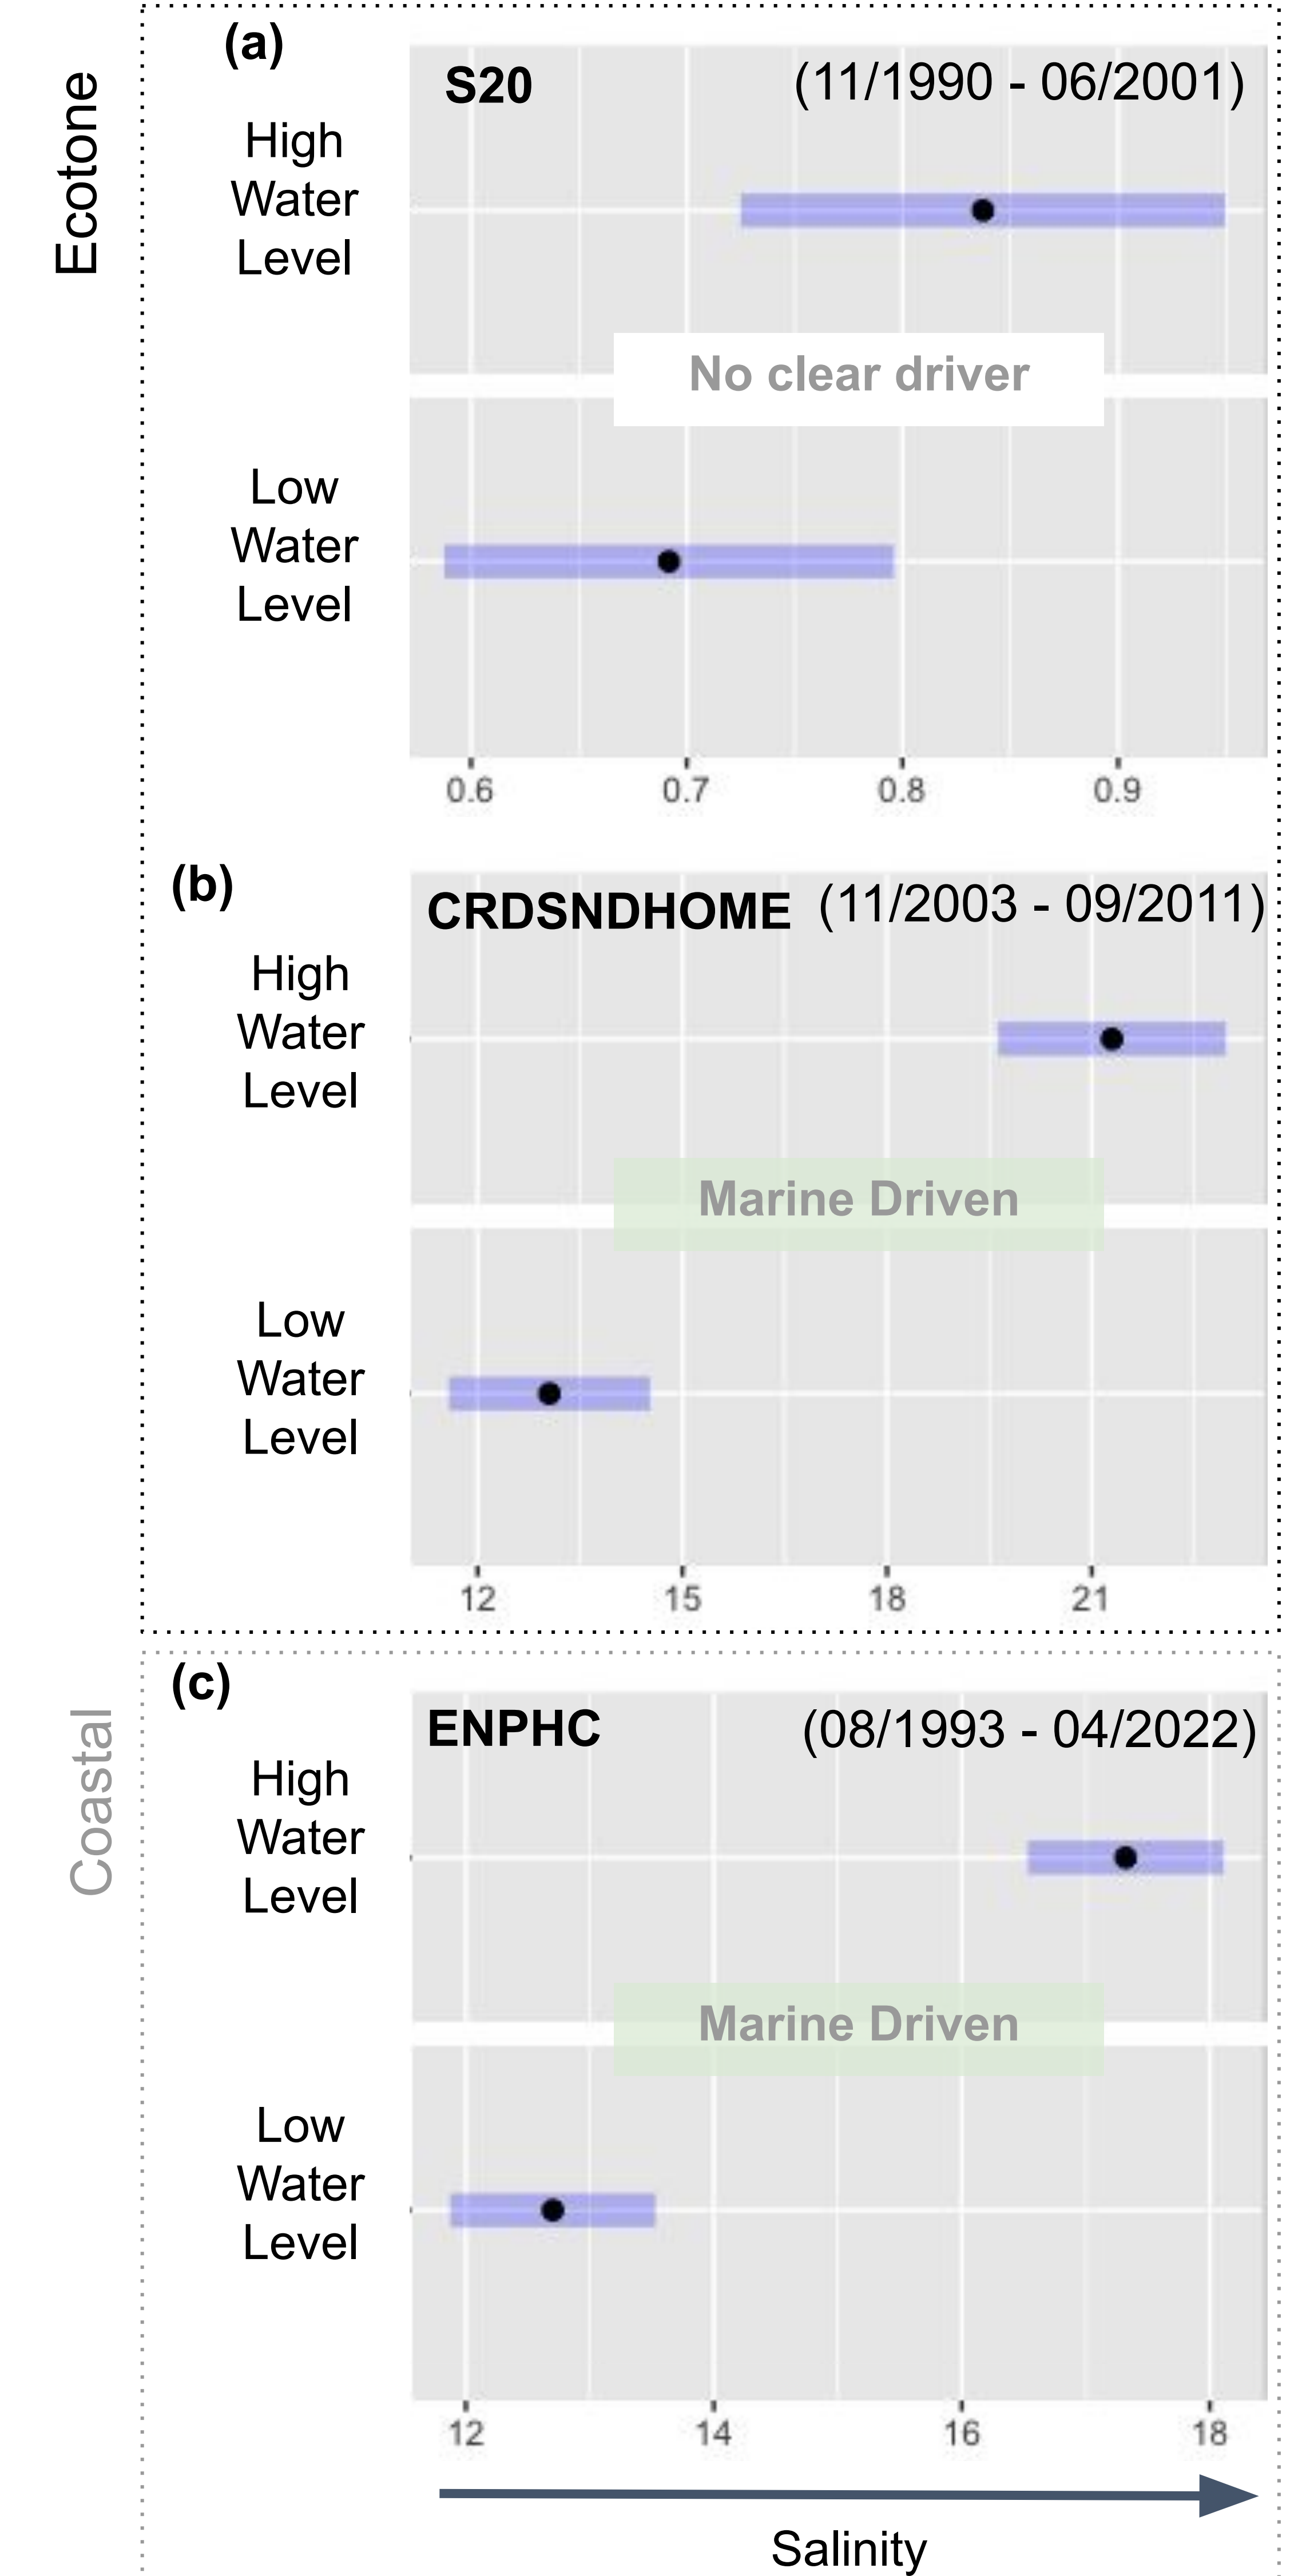 Ecotone
(a)
S20 (11/1990 - 06/2001)
High
Water
Level
No clear driver
Low
Water
Level
0.6 0.7 0.8 0.9
(b)
CRDSNDHOME (11/2003 - 09/2011)
High
Water
Level
Marine Driven
Low
Water
Level
12 15 18 21
Coastal
(c)
ENPHC (08/1993 - 04/2022)
High
Water
Level
Marine Driven
Low
Water
Level
12 14 16 18
Salinity